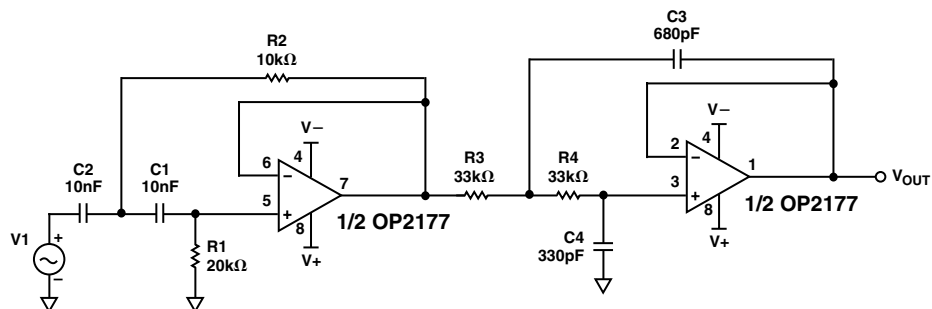 C3
680pF
R2
10kΩ
V–
V–
C2
10nF
C1
10nF
6
4
7
5
8
R3
33kΩ
R4
33kΩ
2
4
1
3
8
VOUT
1/2 OP2177
1/2 OP2177
V1
+
–
R1
20kΩ
V+
C4
330pF
V+